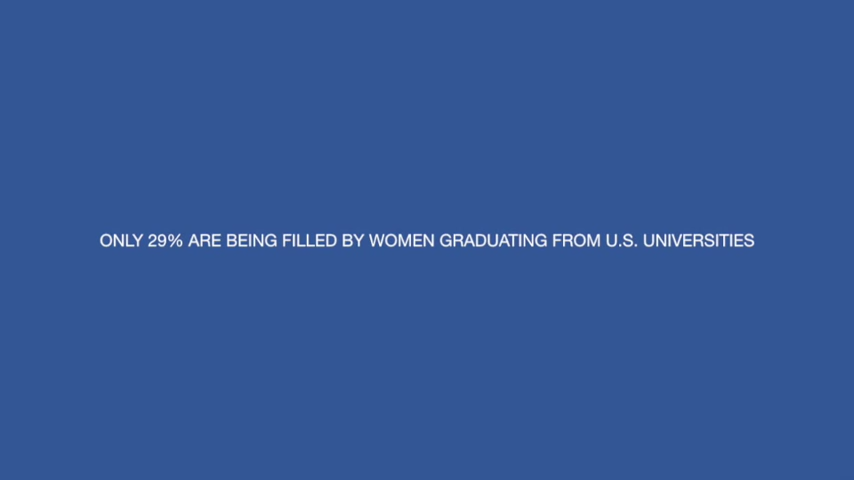 ONLY 29% ARE BEING FILLED BY WOMEN GRADUATING FROM U.S. UNIVERSITIES